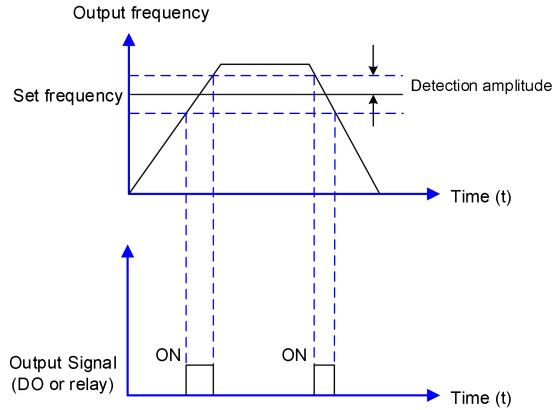 Output frequency
Set frequency
Detection amplitude
Time (t)
ON
ON
Output Signal
(DO or relay)
Time (t)